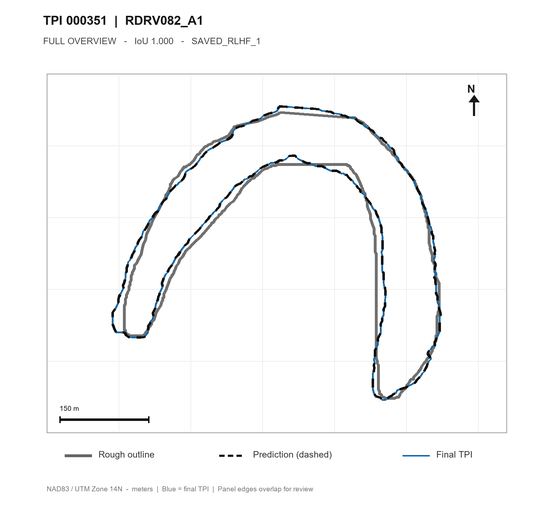 TPI 000351 | RDRV082_A1
FULL OVERVIEW - IoU 1.000 - SAVED_RLHF_1
N
150 m
Rough outline
Prediction (dashed)
Final TPI
NAD83 / UTM Zone 14N - meters | Blue = final TPI | Panel edges overlap for review